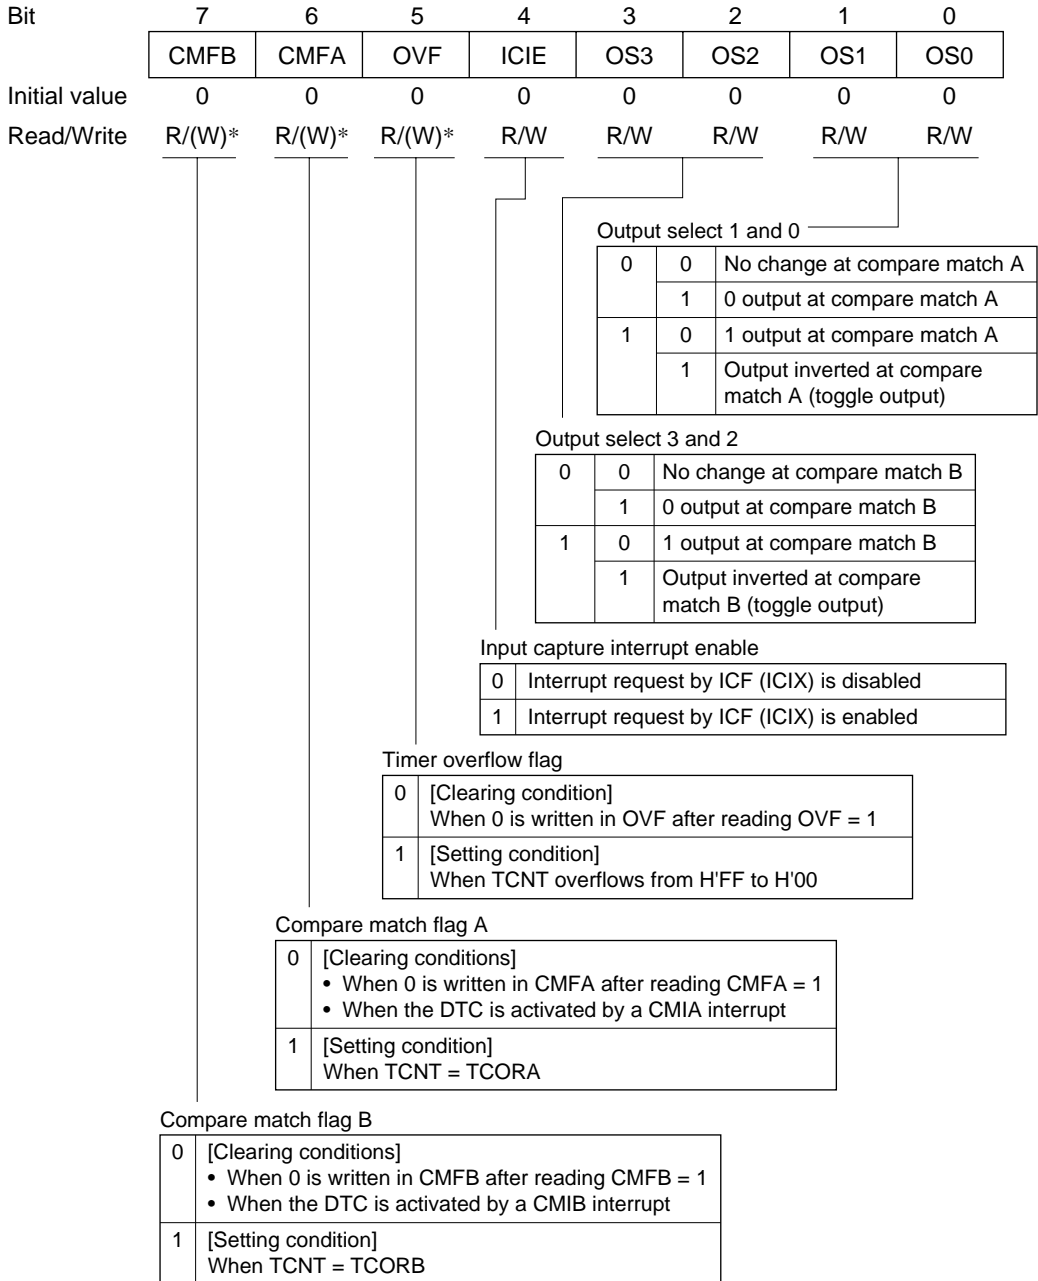 Bit 7 6 5 4 3 2 1 0
CMFB CMFA OVF ICIE OS3 OS2 OS1 OS0
Initial value 0 0 0 0 0 0 0 0
Read/Write R/(W)* R/(W)* R/(W)* R/W R/W R/W R/W R/W
Output select 1 and 0
0 0 No change at compare match A
1 0 output at compare match A
1 0 1 output at compare match A
1 Output inverted at compare
match A (toggle output)
Output select 3 and 2
0 0 No change at compare match B
1 0 output at compare match B
1 0 1 output at compare match B
1 Output inverted at compare
match B (toggle output)
Input capture interrupt enable
0 Interrupt request by ICF (ICIX) is disabled
1 Interrupt request by ICF (ICIX) is enabled
Timer overflow flag
0 [Clearing condition]
When 0 is written in OVF after reading OVF = 1
1 [Setting condition]
When TCNT overflows from H'FF to H'00
Compare match flag A
0 [Clearing conditions]
• When 0 is written in CMFA after reading CMFA = 1
• When the DTC is activated by a CMIA interrupt
1 [Setting condition]
When TCNT = TCORA
Compare match flag B
0 [Clearing conditions]
• When 0 is written in CMFB after reading CMFB = 1
• When the DTC is activated by a CMIB interrupt
1 [Setting condition]
When TCNT = TCORB